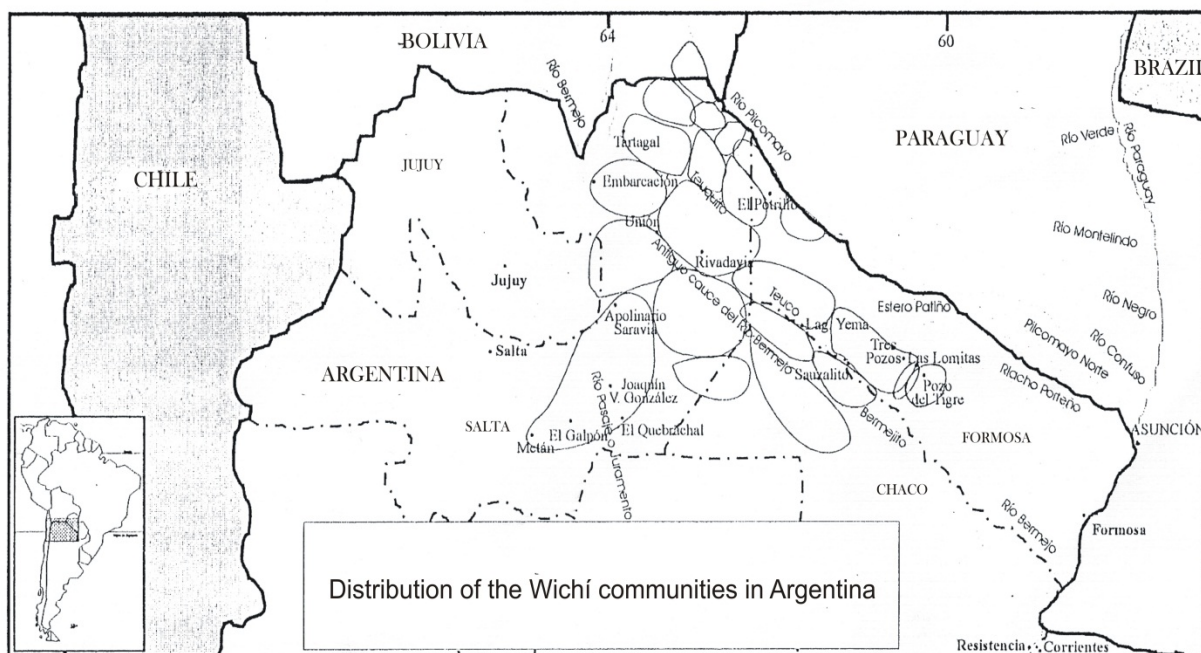 BOLIVIA
64
60
BRAZIL
Río Bermejo
Río Pilcomayo
PARAGUAY
Río Verde
Río Paraguay
Tartagal
JUJUY
CHILE
Embarcación
Teuquito
El Potrillo
Unión
Río Montelindo
Antiguo cauce del Río Bermejo
Rivadavia
Jujuy
Teuco
Estero Patiño
Río Negro
Apolinario
Saravia
Lag. Yema
Pilcomayo Norte
Río Confuso
Salta
Tres
Pozos
Las Lomitas
ARGENTINA
Sauzalito
Riacho Porteño
Joaquín
V. González
Pozo
del Tigre
Río Pasaje o Juramento
Bermejito
SALTA
El Galpón
El Quebrachal
Metán
FORMOSA
ASUNCIÓN
CHACO
Río Bermejo
Formosa
Distribution of the Wichí communities in Argentina
Resistencia
Corrientes